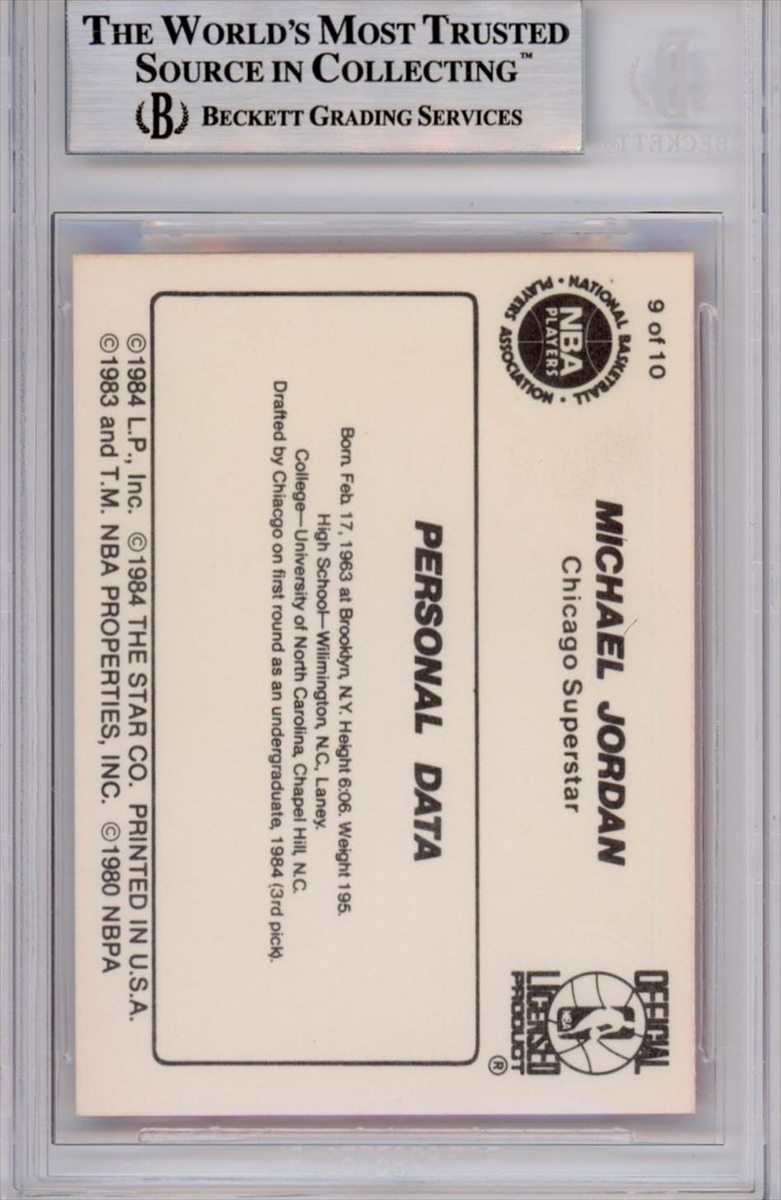 THE WORLD'S MOST TRUSTED
SOURCE IN COLLECTING™
B BECKETT GRADING SERVICES
BECKETT
9 of 10
NATIONAL BASKETBALL PLAYERS ASSOCIATION
NBA
PLAYERS
MICHAEL JORDAN
Chicago Superstar
OFFICIAL
NBA
LICENSED
PRODUCT
®
PERSONAL DATA
Born Feb. 17, 1963 at Brooklyn, N.Y. Height 6:06. Weight 195.
High School—Wilimington, N.C., Laney.
College—University of North Carolina, Chapel Hill, N.C.
Drafted by Chiacgo on first round as an undergraduate, 1984 (3rd pick).
©1984 L.P., Inc. ©1984 THE STAR CO. PRINTED IN U.S.A.
©1983 and T.M. NBA PROPERTIES, INC. ©1980 NBPA